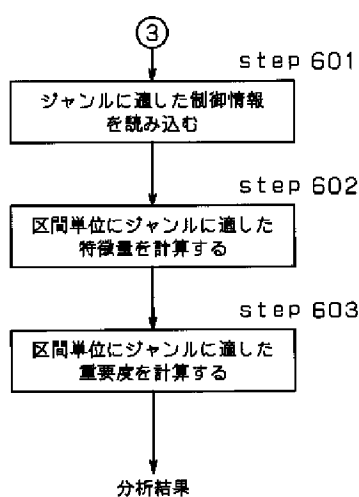 ③
step 601
ジャンルに適した制御情報
を読み込む
step 602
区間単位にジャンルに適した
特徴量を計算する
step 603
区間単位にジャンルに適した
重要度を計算する
分析結果